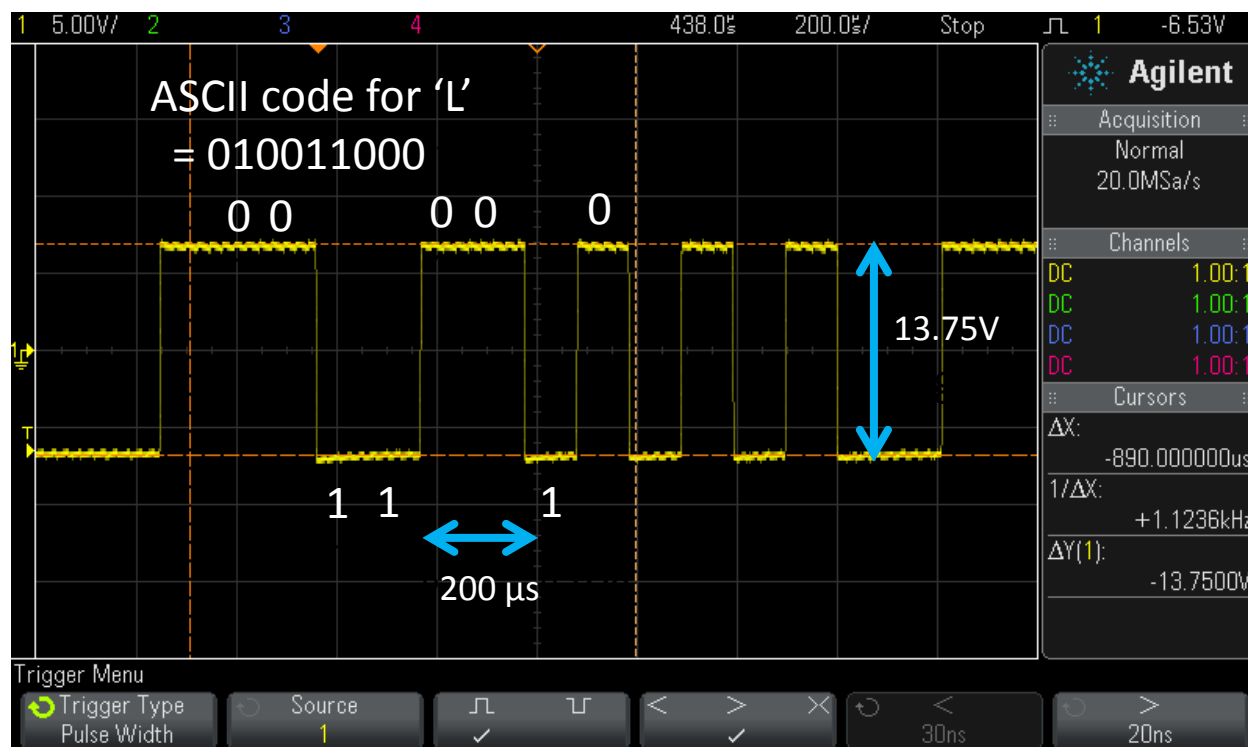 1 5.00V/ 2 3 4 438.0㎲ 200.0㎲/ Stop 1 -6.53V
Agilent
Acquisition
Normal
20.0MSa/s
Channels
DC 1.00:1
DC 1.00:1
DC 1.00:1
DC 1.00:1
Cursors
ΔX:
-890.000000us
1/ΔX:
+1.1236kHz
ΔY(1):
-13.7500V
ASCII code for ‘L’
= 010011000
0 0 0 0 0
13.75V
1
T
1 1 1
200 µs
Trigger Menu
Trigger Type Source < > < >
Pulse Width 1 30ns 20ns